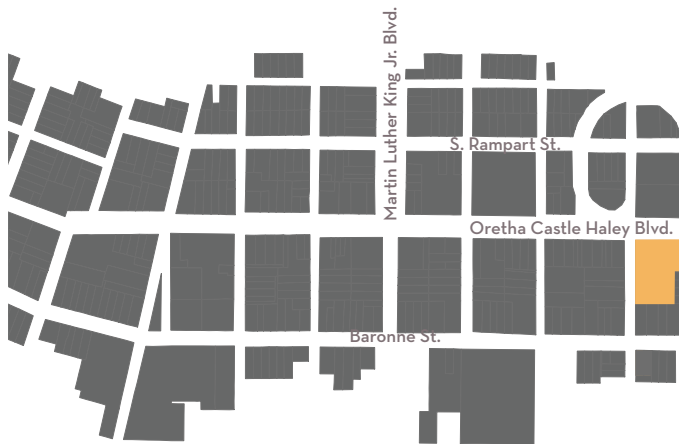 Martin Luther King Jr. Blvd.
S. Rampart St.
Oretha Castle Haley Blvd.
Baronne St.